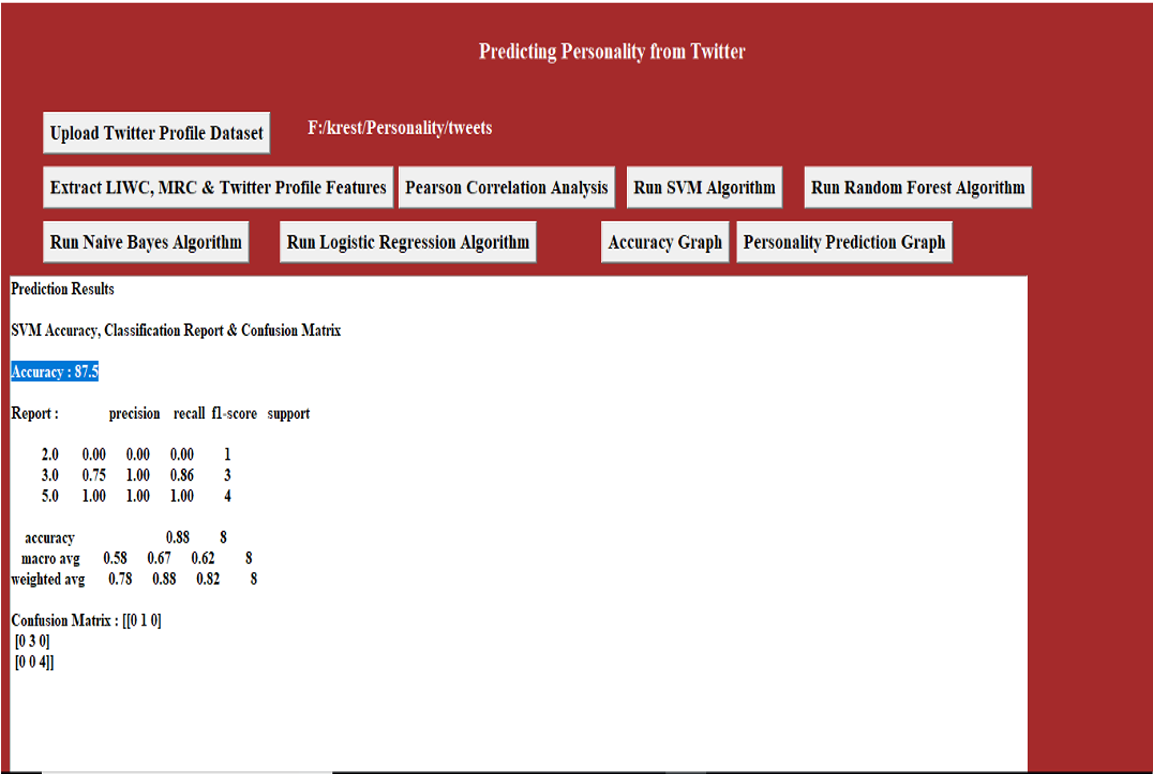 Predicting Personality from Twitter
Upload Twitter Profile Dataset F:/krest/Personality/tweets
Extract LIWC, MRC & Twitter Profile Features Pearson Correlation Analysis Run SVM Algorithm Run Random Forest Algorithm
Run Naive Bayes Algorithm Run Logistic Regression Algorithm Accuracy Graph Personality Prediction Graph
Prediction Results
SVM Accuracy, Classification Report & Confusion Matrix
Accuracy : 87.5
Report : precision recall f1-score support
2.0 0.00 0.00 0.00 1
3.0 0.75 1.00 0.86 3
5.0 1.00 1.00 1.00 4
accuracy 0.88 8
macro avg 0.58 0.67 0.62 8
weighted avg 0.78 0.88 0.82 8
Confusion Matrix : [[0 1 0]
[0 3 0]
[0 0 4]]